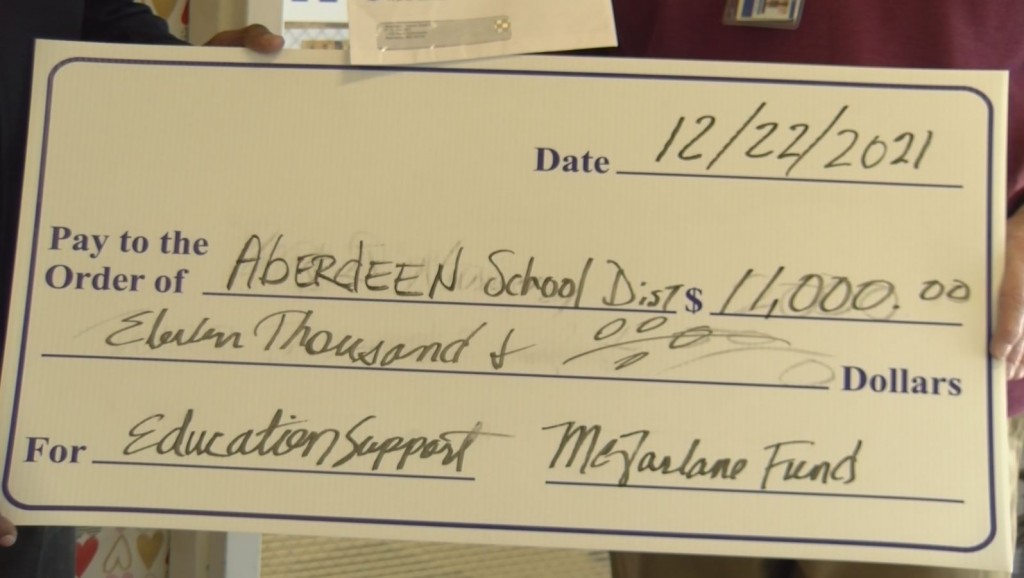 Date 12/22/2021
Pay to the
Order of ABERdEEN School Dist $ 11,000.00
Eleven Thousand & 00/00 Dollars
For Education Support McFarlane Fund